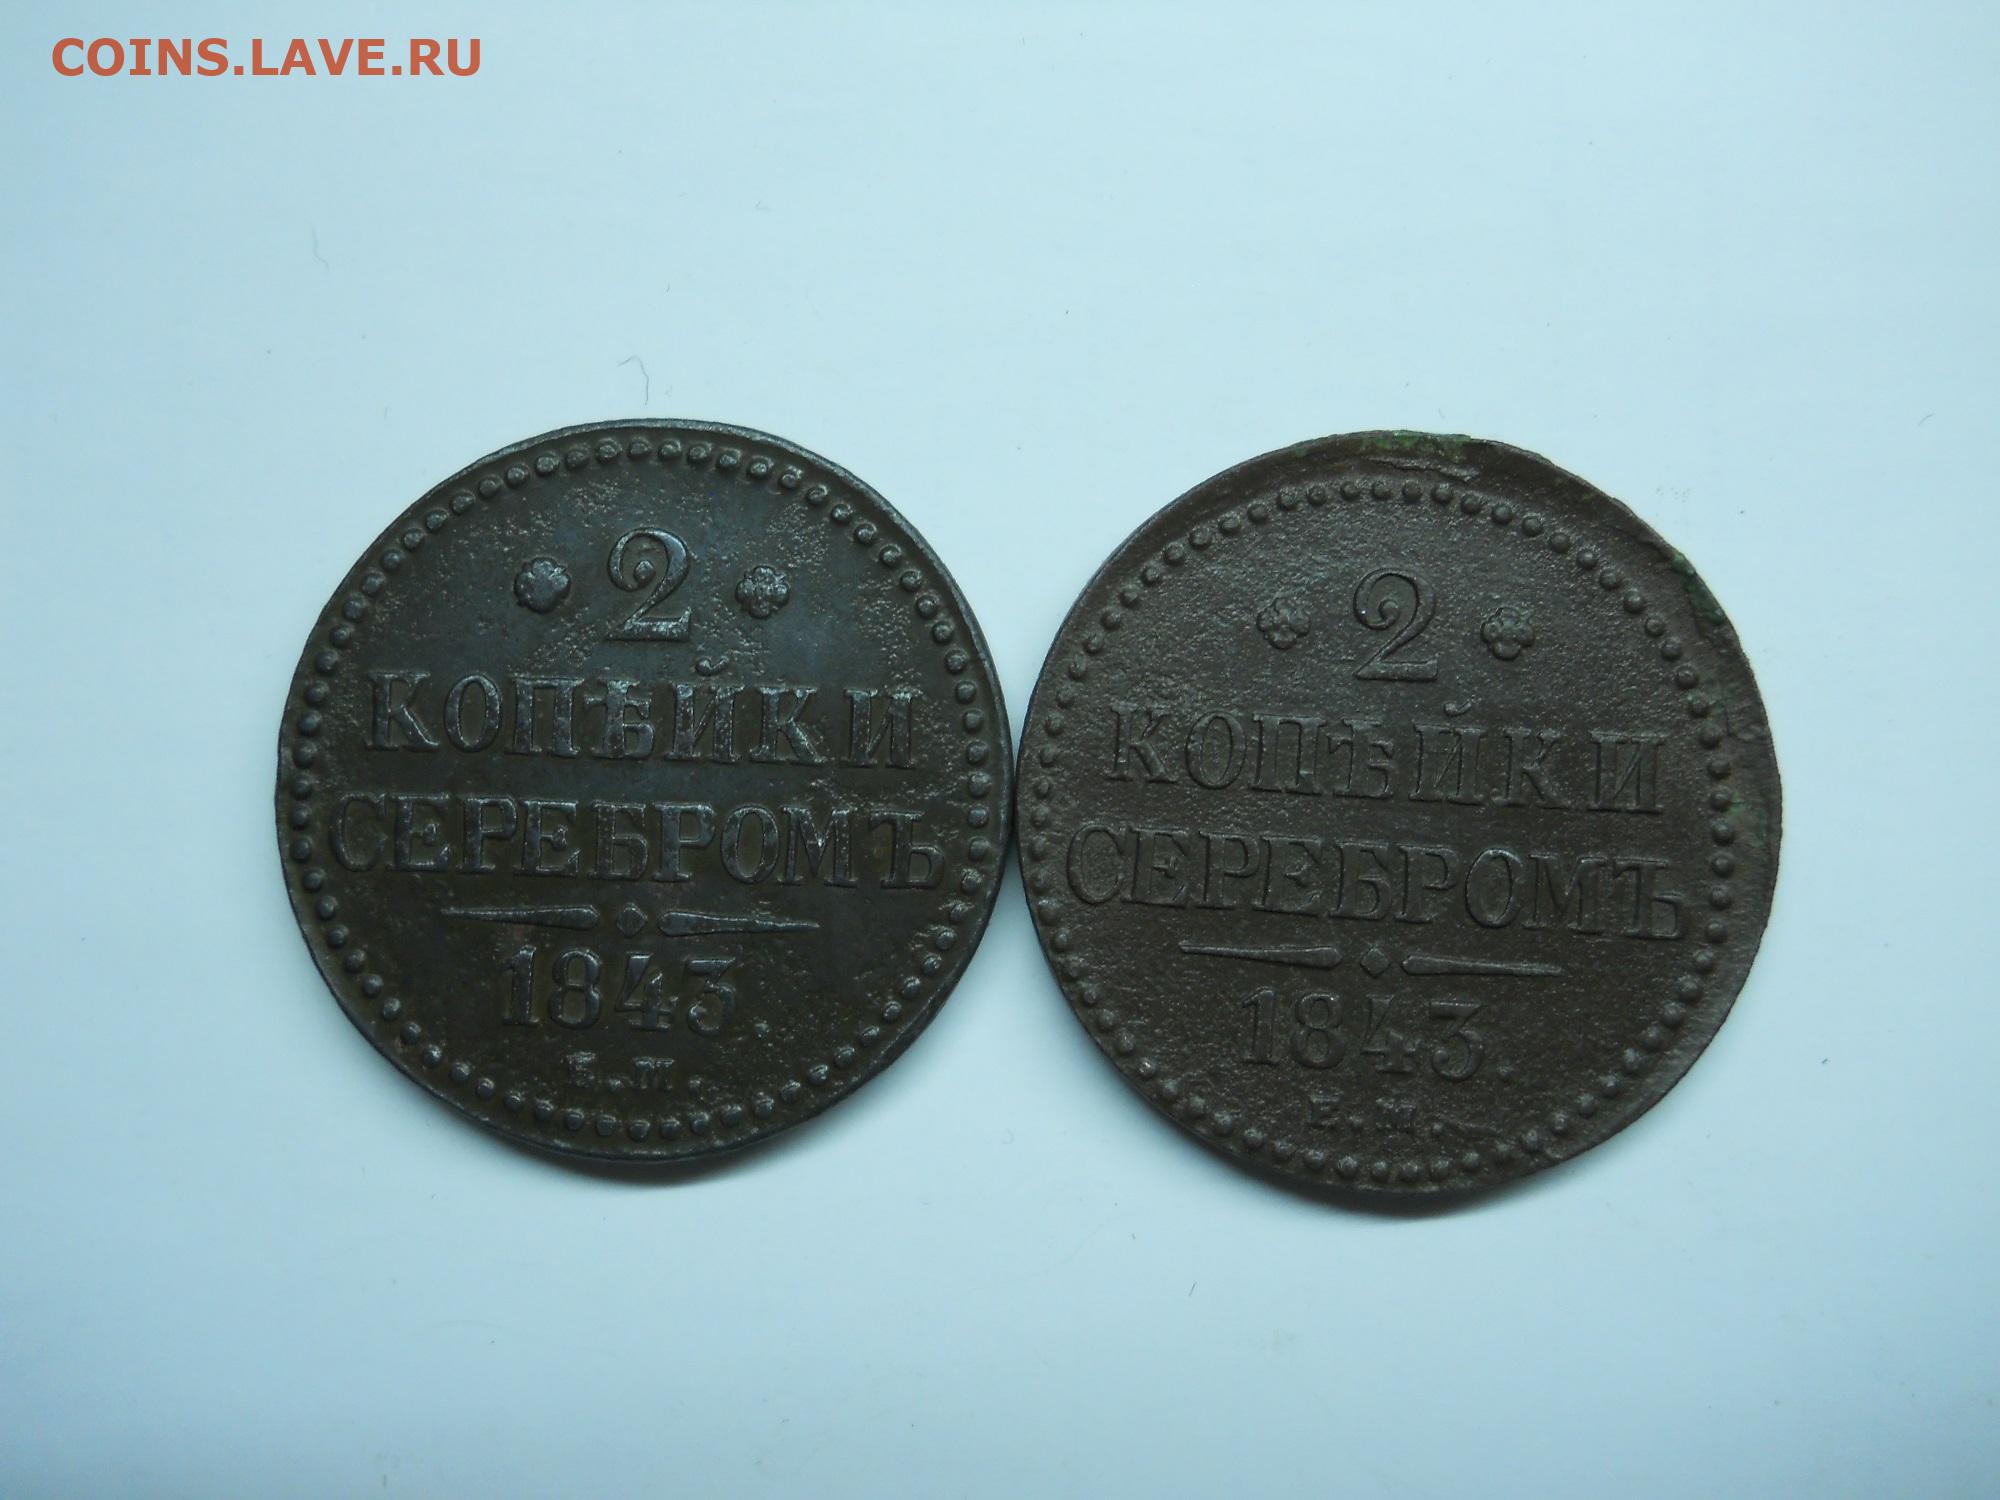 COINS.LAVE.RU
2
КОПѢЙКИ
СЕРЕБРОМЪ
1843.
Е.М.
2
КОПѢЙКИ
СЕРЕБРОМЪ
1843.
Е.М.